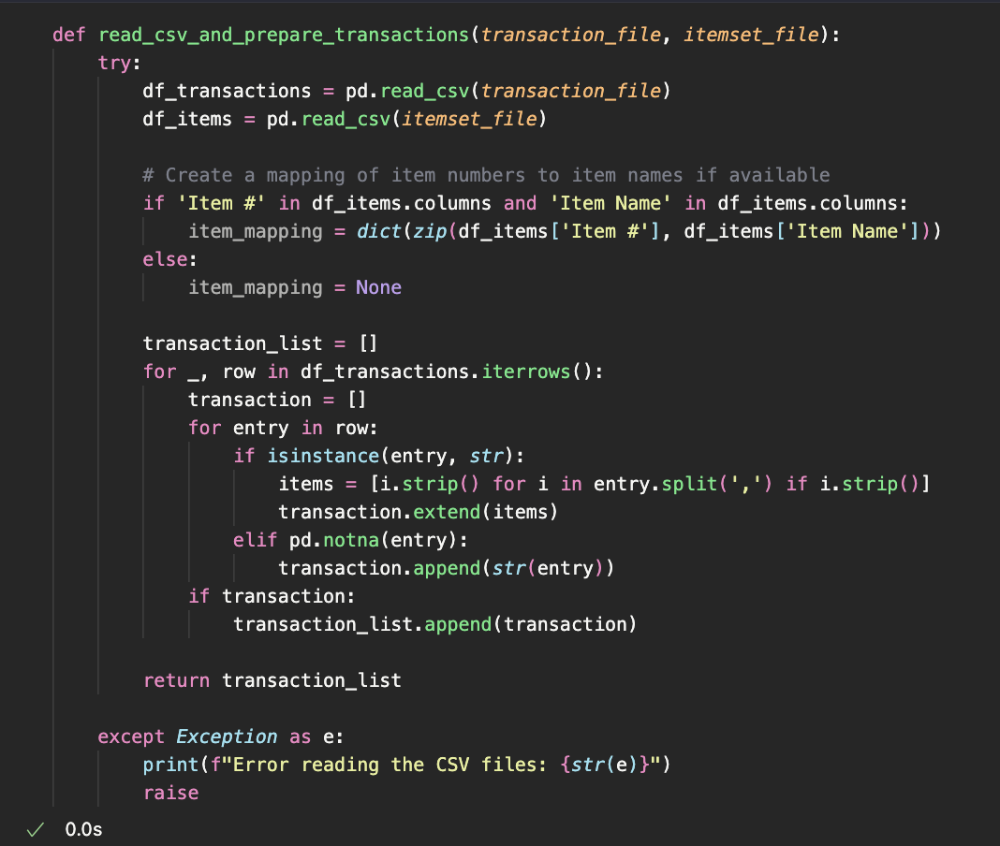 def read_csv_and_prepare_transactions(transaction_file, itemset_file):
    try:
        df_transactions = pd.read_csv(transaction_file)
        df_items = pd.read_csv(itemset_file)

        # Create a mapping of item numbers to item names if available
        if 'Item #' in df_items.columns and 'Item Name' in df_items.columns:
            item_mapping = dict(zip(df_items['Item #'], df_items['Item Name']))
        else:
            item_mapping = None

        transaction_list = []
        for _, row in df_transactions.iterrows():
            transaction = []
            for entry in row:
                if isinstance(entry, str):
                    items = [i.strip() for i in entry.split(',') if i.strip()]
                    transaction.extend(items)
                elif pd.notna(entry):
                    transaction.append(str(entry))
            if transaction:
                transaction_list.append(transaction)

        return transaction_list

    except Exception as e:
        print(f"Error reading the CSV files: {str(e)}")
        raise
✓ 0.0s